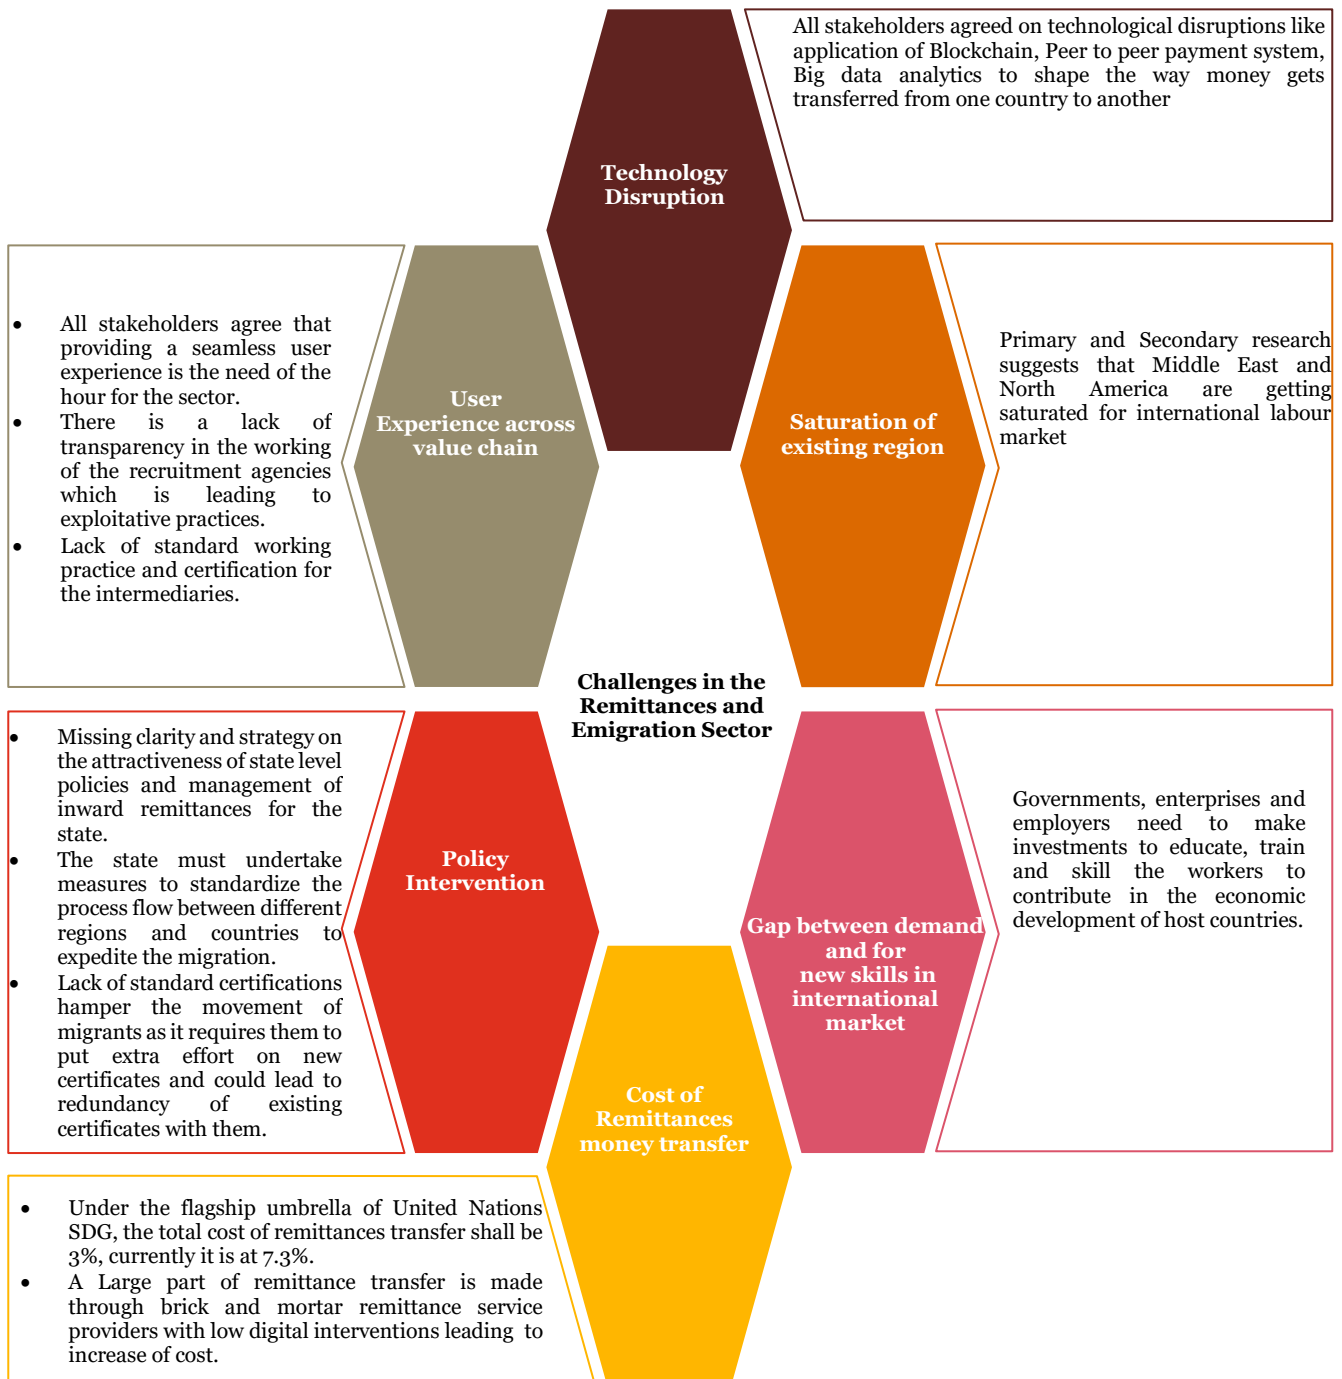 All stakeholders agreed on technological disruptions like
application of Blockchain, Peer to peer payment system,
Big data analytics to shape the way money gets
transferred from one country to another
Technology
Disruption
• All stakeholders agree that
providing a seamless user
experience is the need of the
hour for the sector.
• There is a lack of
transparency in the working
of the recruitment agencies
which is leading to
exploitative practices.
• Lack of standard working
practice and certification for
the intermediaries.
User
Experience across
value chain
Saturation of
existing region
Primary and Secondary research
suggests that Middle East and
North America are getting
saturated for international labour
market
Challenges in the
Remittances and
Emigration Sector
• Missing clarity and strategy on
the attractiveness of state level
policies and management of
inward remittances for the
state.
• The state must undertake
measures to standardize the
process flow between different
regions and countries to
expedite the migration.
• Lack of standard certifications
hamper the movement of
migrants as it requires them to
put extra effort on new
certificates and could lead to
redundancy of existing
certificates with them.
Policy
Intervention
Gap between demand
and for
new skills in
international
market
Governments, enterprises and
employers need to make
investments to educate, train
and skill the workers to
contribute in the economic
development of host countries.
Cost of
Remittances
money transfer
• Under the flagship umbrella of United Nations
SDG, the total cost of remittances transfer shall be
3%, currently it is at 7.3%.
• A Large part of remittance transfer is made
through brick and mortar remittance service
providers with low digital interventions leading to
increase of cost.